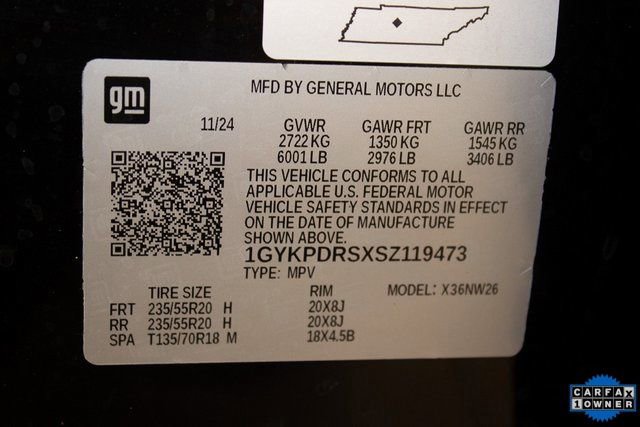 gm
MFD BY GENERAL MOTORS LLC
11/24 GVWR GAWR FRT GAWR RR
2722 KG 1350 KG 1545 KG
6001 LB 2976 LB 3406 LB
THIS VEHICLE CONFORMS TO ALL
APPLICABLE U.S. FEDERAL MOTOR
VEHICLE SAFETY STANDARDS IN EFFECT
ON THE DATE OF MANUFACTURE
SHOWN ABOVE.
1GYKPDRSXSZ119473
TYPE: MPV
TIRE SIZE RIM MODEL: X36NW26
FRT 235/55R20 H 20X8J
RR 235/55R20 H 20X8J
SPA T135/70R18 M 18X4.5B
CARFAX
1 OWNER